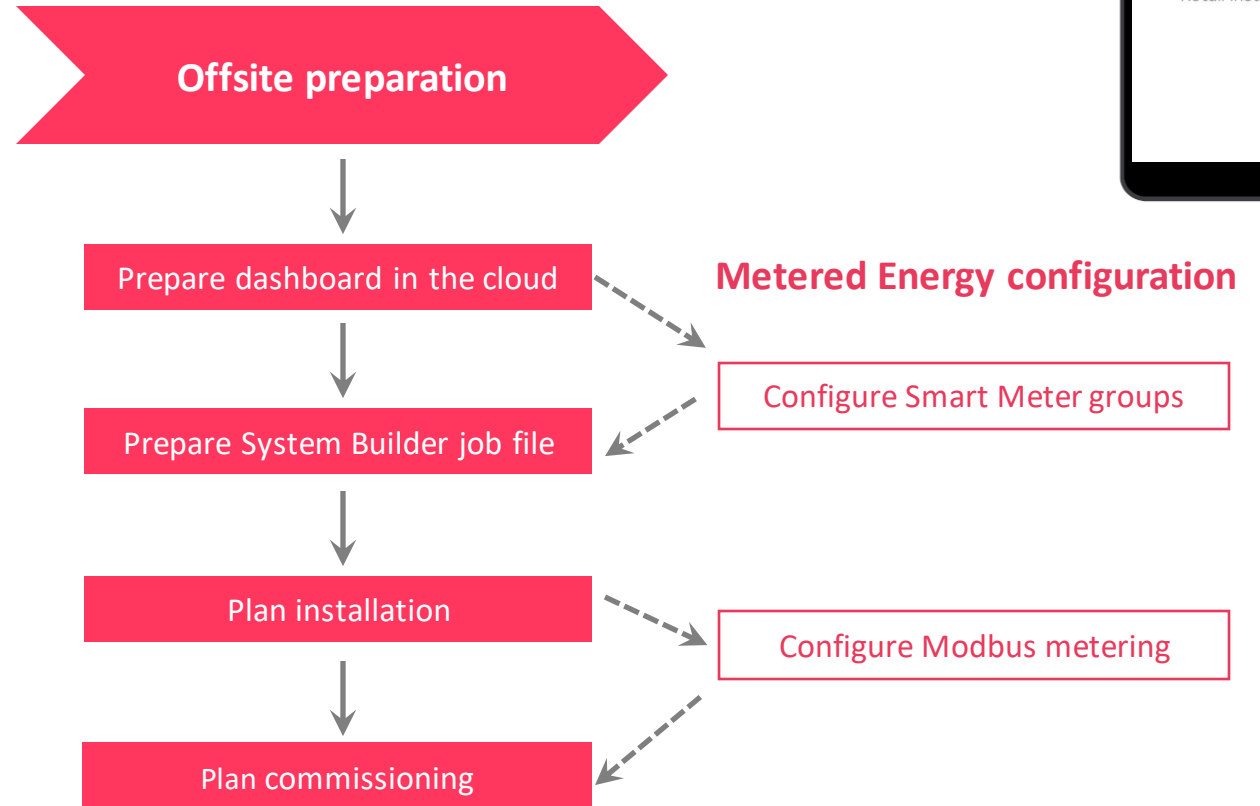 Offsite preparation
Prepare dashboard in the cloud
Metered Energy configuration
Configure Smart Meter groups
Prepare System Builder job file
Plan installation
Configure Modbus metering
Plan commissioning